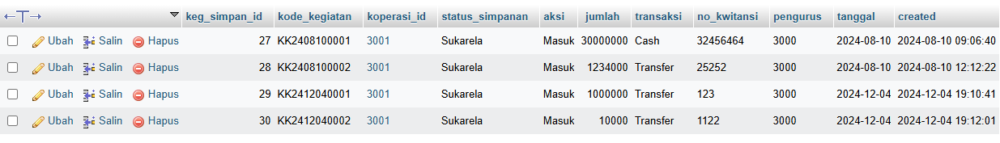 ←T→ keg_simpan_id kode_kegiatan koperasi_id status_simpanan aksi jumlah transaksi no_kwitansi pengurus tanggal created
Ubah Salin Hapus 27 KK2408100001 3001 Sukarela Masuk 30000000 Cash 32456464 3000 2024-08-10 2024-08-10 09:06:40
Ubah Salin Hapus 28 KK2408100002 3001 Sukarela Masuk 1234000 Transfer 25252 3000 2024-08-10 2024-08-10 12:12:22
Ubah Salin Hapus 29 KK2412040001 3001 Sukarela Masuk 1000000 Transfer 123 3000 2024-12-04 2024-12-04 19:10:41
Ubah Salin Hapus 30 KK2412040002 3001 Sukarela Masuk 10000 Transfer 1122 3000 2024-12-04 2024-12-04 19:12:01